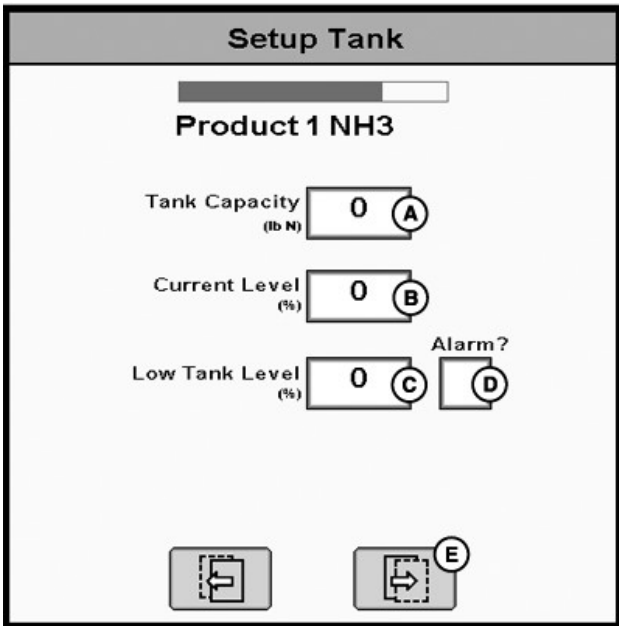 Setup Tank
Product 1 NH3
Tank Capacity
(lb N)
0
A
Current Level
(%)
0
B
Alarm?
Low Tank Level
(%)
0
C
D
E